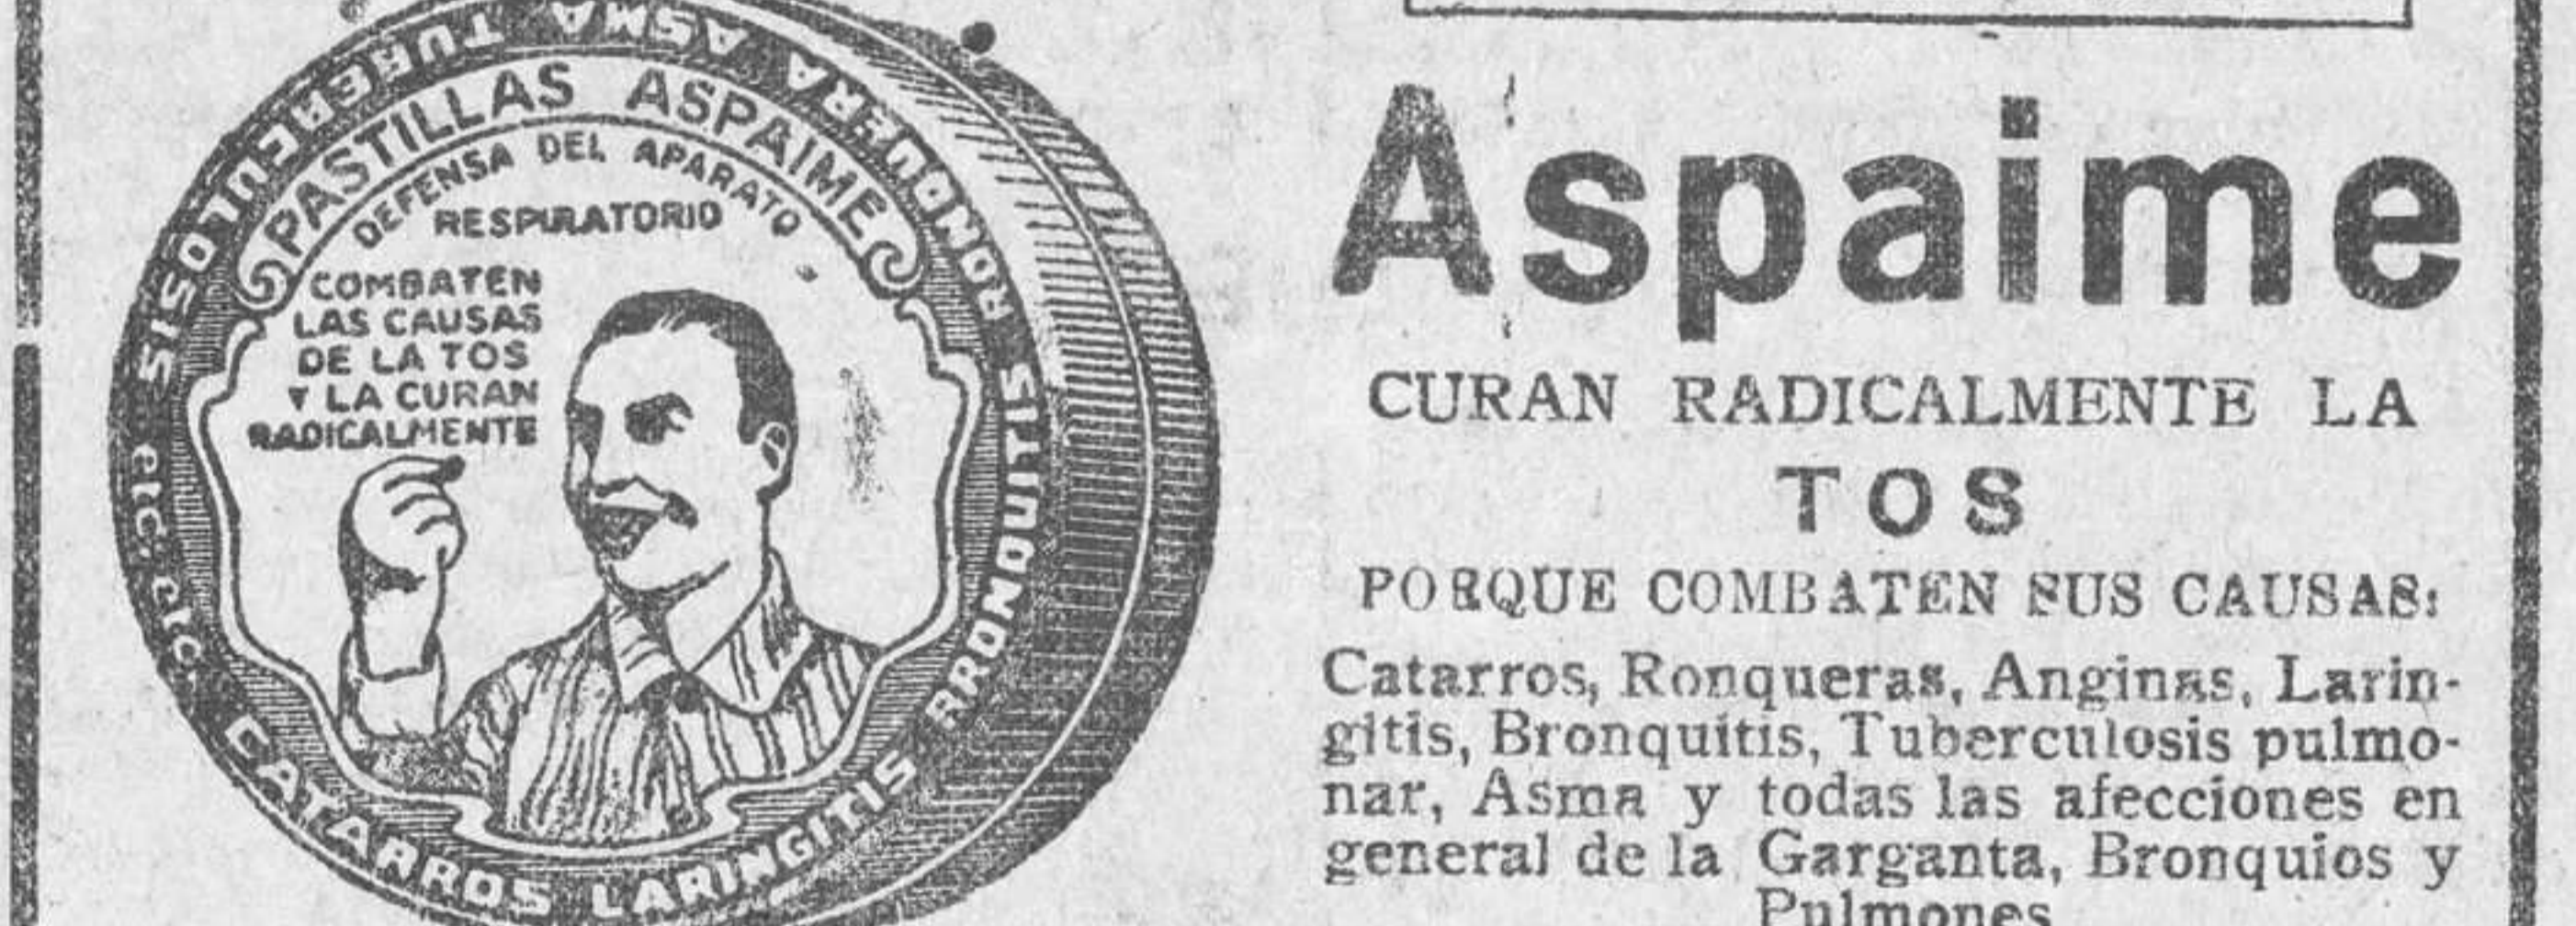 PASTILLAS ASPAIME
DEFENSA DEL APARATO
RESPIRATORIO
COMBATEN
LAS CAUSAS
DE LA TOS
Y LA CURAN
RADICALMENTE
CATARROS LARINGITIS BRONQUITIS RONQUERA ASMA TUBERCULOSIS etc. etc.
Aspaime
CURAN RADICALMENTE LA
TOS
PORQUE COMBATEN SUS CAUSAS:
Catarros, Ronqueras, Anginas, Larin-
gitis, Bronquitis, Tuberculosis pulmo-
nar, Asma y todas las afecciones en
general de la Garganta, Bronquios y
Pulmones